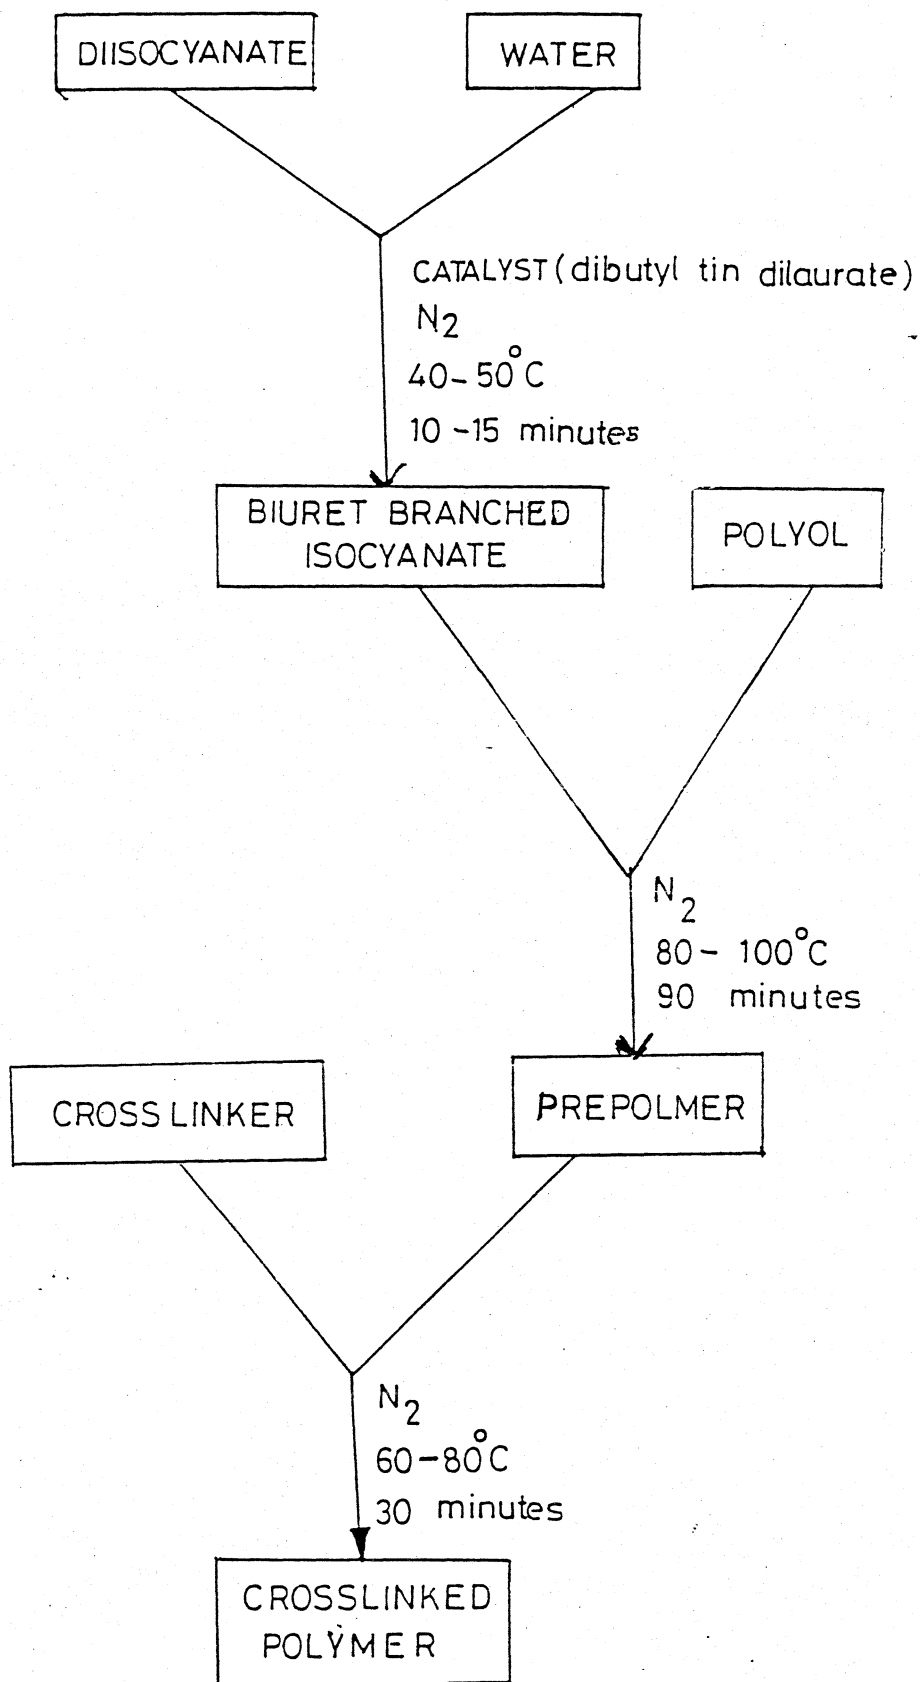 DIISOCYANATE
WATER
CATALYST (dibutyl tin dilaurate)
N2
40-50°C
10-15 minutes
BIURET BRANCHED
ISOCYANATE
POLYOL
N2
80-100°C
90 minutes
CROSS LINKER
PREPOLMER
N2
60-80°C
30 minutes
CROSSLINKED
POLYMER